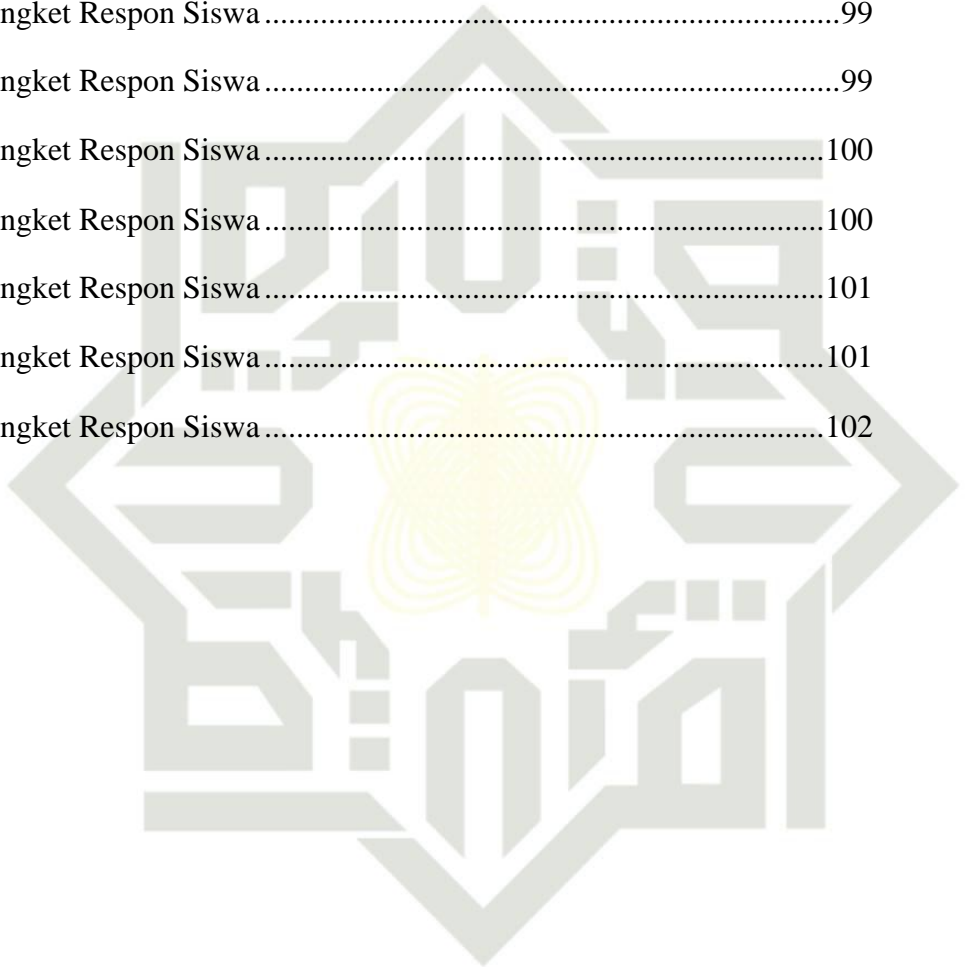 ngket Respon Siswa......................................................................99
ngket Respon Siswa......................................................................99
ngket Respon Siswa....................................................................100
ngket Respon Siswa....................................................................100
ngket Respon Siswa....................................................................101
ngket Respon Siswa....................................................................101
ngket Respon Siswa....................................................................102